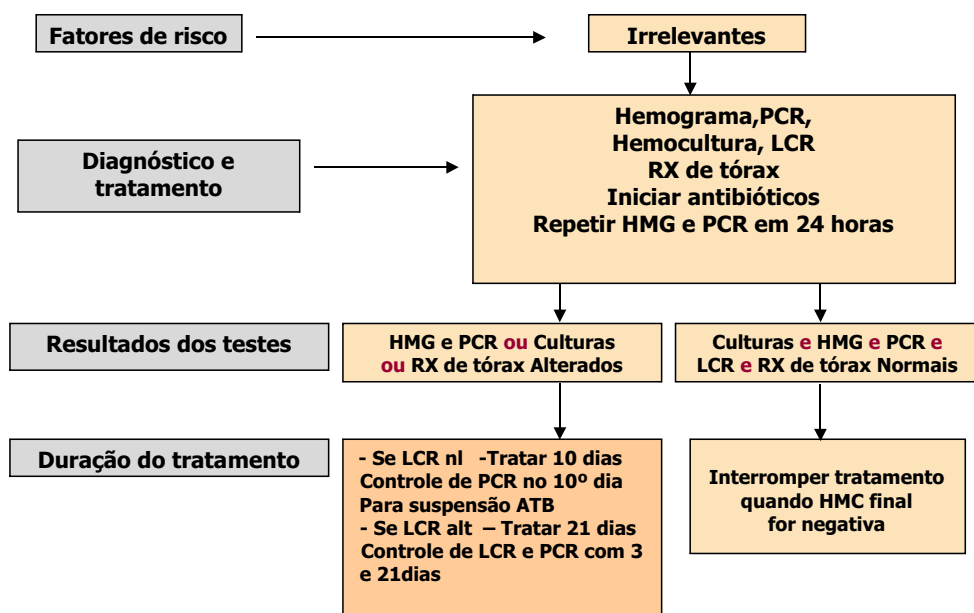 Fatores de risco
Irrelevantes
Diagnóstico e
tratamento
Hemograma,PCR,
Hemocultura, LCR
RX de tórax
Iniciar antibióticos
Repetir HMG e PCR em 24 horas
Resultados dos testes
HMG e PCR ou Culturas
ou RX de tórax Alterados
Culturas e HMG e PCR e
LCR e RX de tórax Normais
Duração do tratamento
- Se LCR nl -Tratar 10 dias
Controle de PCR no 10º dia
Para suspensão ATB
- Se LCR alt – Tratar 21 dias
Controle de LCR e PCR com 3
e 21dias
Interromper tratamento
quando HMC final
for negativa